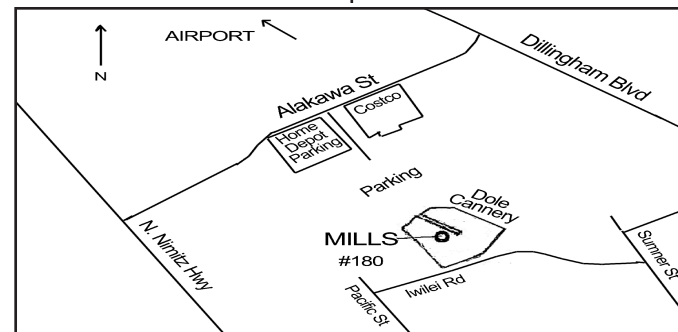 AIRPORT
N
Dillingham Blvd
Alakawa St
Costco
Home
Depot
Parking
Parking
Dole
Cannery
MILLS
#180
N. Nimitz Hwy
Iwilei Rd
Pacific St
Sumner St